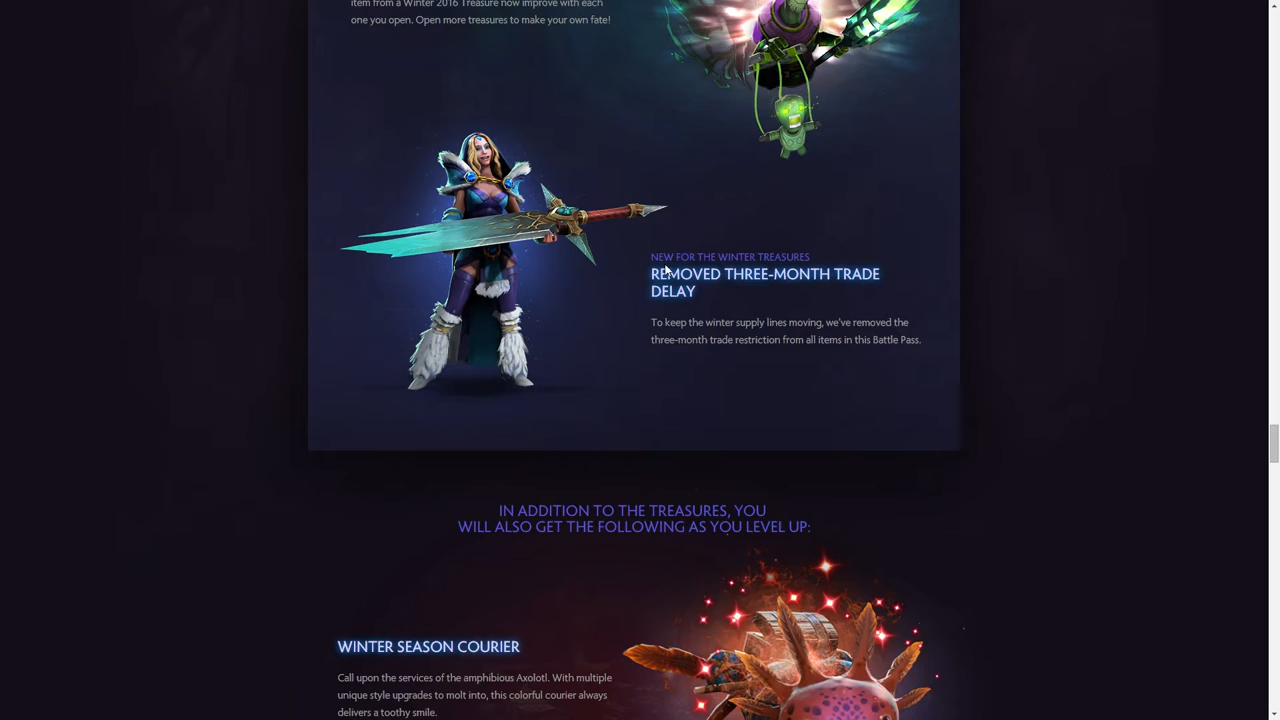 item from a Winter 2016 Treasure now improve with each
one you open. Open more treasures to make your own fate!
NEW FOR THE WINTER TREASURES
REMOVED THREE-MONTH TRADE
DELAY
To keep the winter supply lines moving, we've removed the
three-month trade restriction from all items in this Battle Pass.
IN ADDITION TO THE TREASURES, YOU
WILL ALSO GET THE FOLLOWING AS YOU LEVEL UP:
WINTER SEASON COURIER
Call upon the services of the amphibious Axolotl. With multiple
unique style upgrades to molt into, this colorful courier always
delivers a toothy smile.